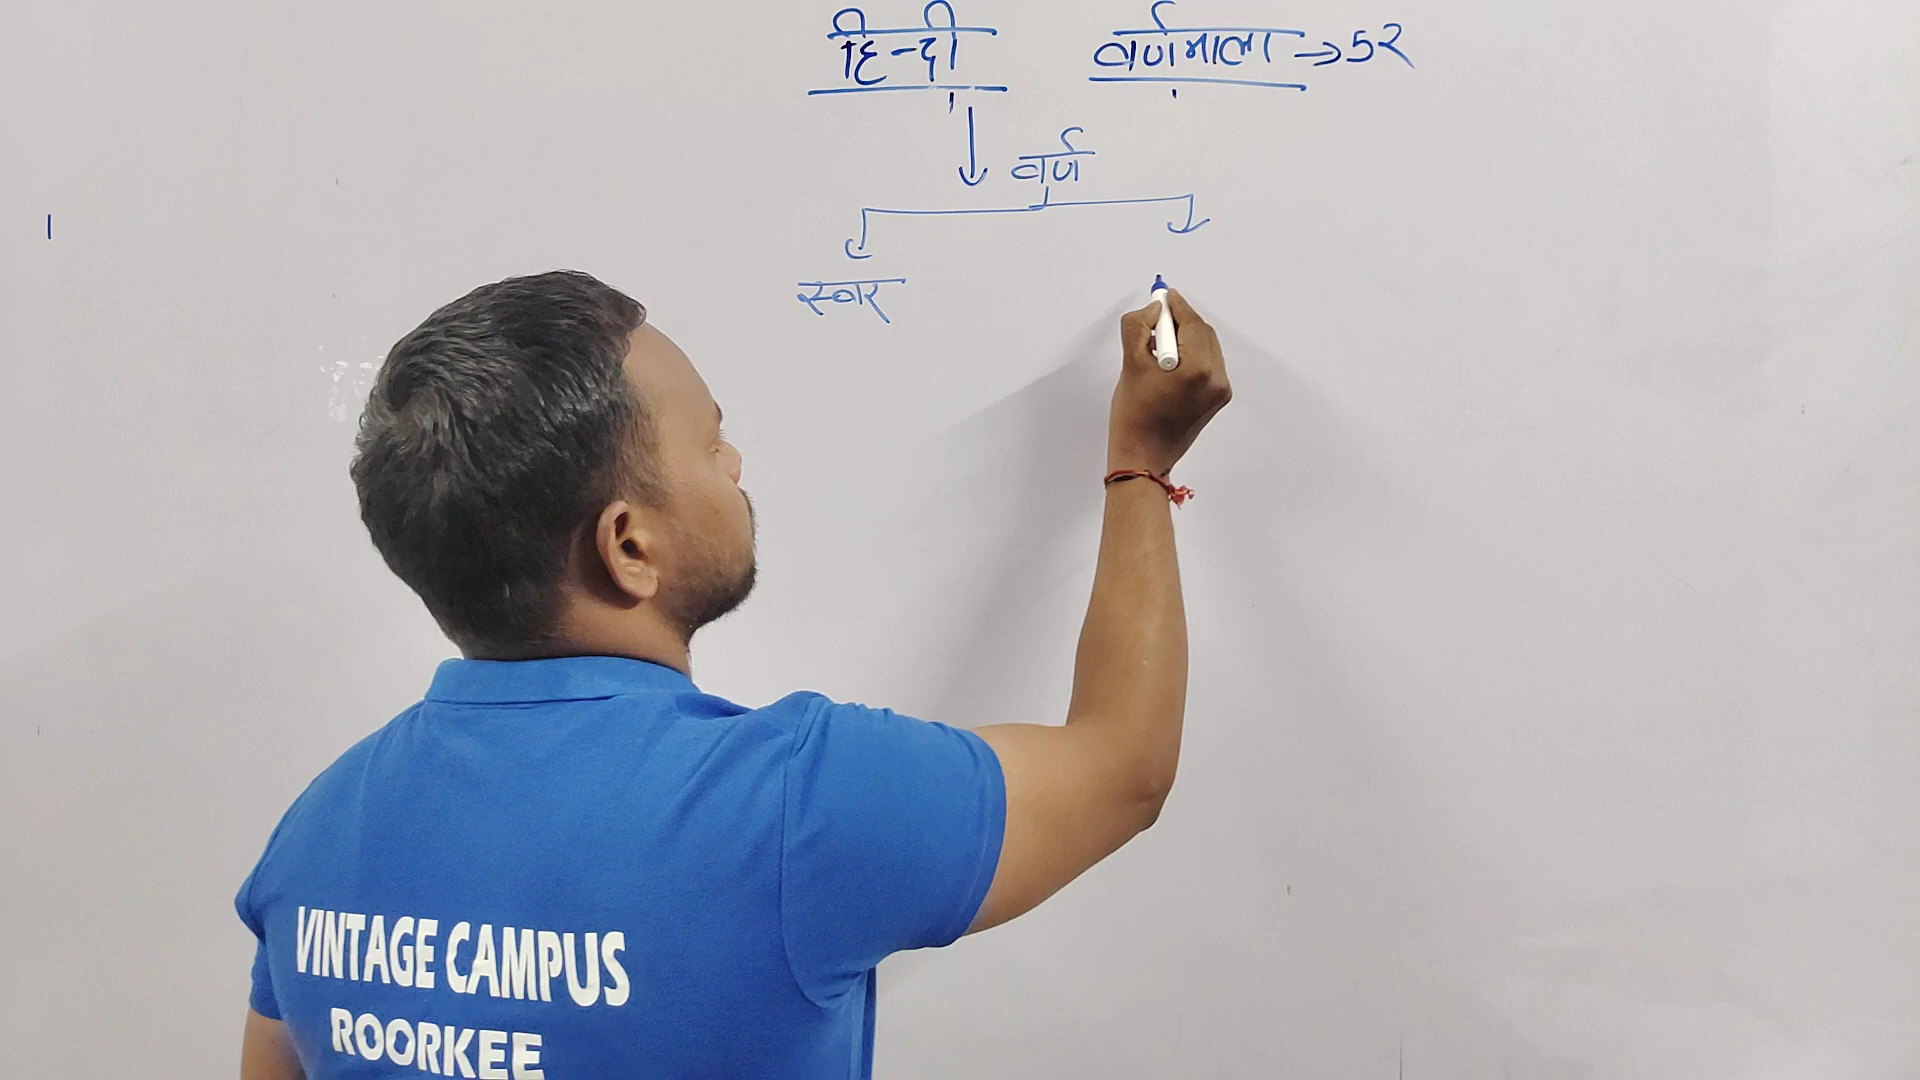 हिन्दी वर्णमाला → 52
वर्ण
स्वर
VINTAGE CAMPUS
ROORKEE